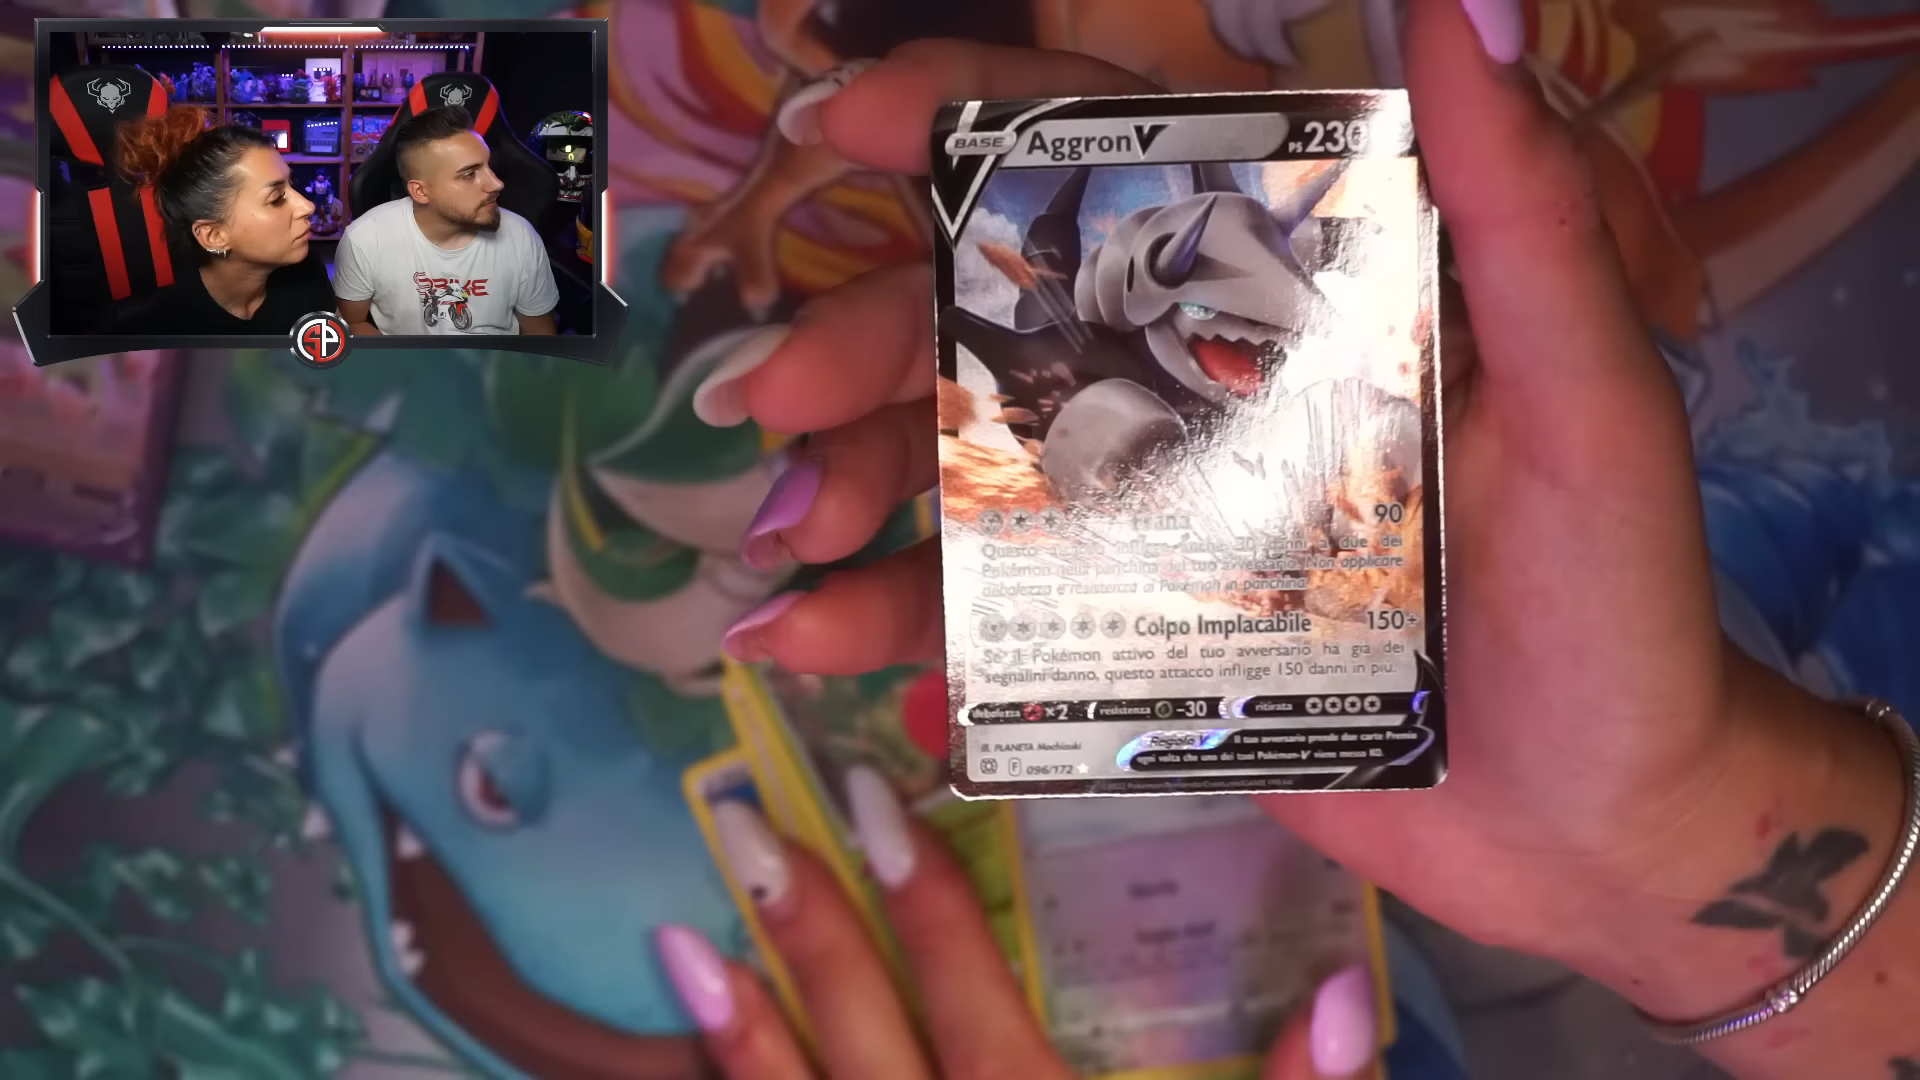 SBIKE
SP
BASE Aggron V PS 230
Frana 90
Questo attacco infligge anche 30 danni a due dei
Pokémon nella panchina del tuo avversario. Non applicare
debolezza e resistenza ai Pokémon in panchina.
Colpo Implacabile 150+
Se il Pokémon attivo del tuo avversario ha già dei
segnalini danno, questo attacco infligge 150 danni in più.
debolezza ×2 resistenza -30 ritirata
Ill. PLANETA Mochizuki
Regola V Il tuo avversario prende due carte Premio
ogni volta che uno dei tuoi Pokémon-V viene messo KO.
F 096/172